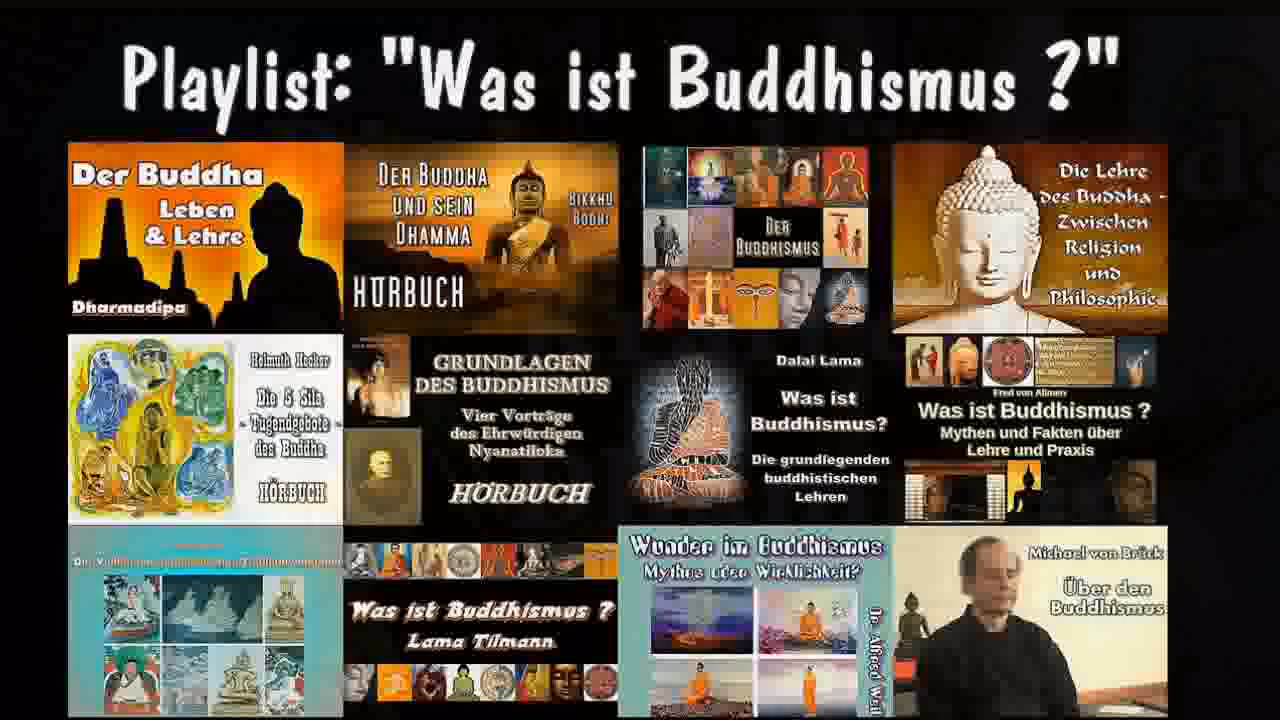 Playlist: "Was ist Buddhismus ?"
Der Buddha
Leben
& Lehre
Dharmadipa
Der Buddha
und sein
Dhamma
Bikkhu
Bodhi
Hörbuch
Der
Buddhismus
Die Lehre
des Buddha -
Zwischen
Religion
und
Philosophie
Helmuth Hecker
Die 5 Sila
- Tugendgebote -
des Buddha
HÖRBUCH
GRUNDLAGEN
DES BUDDHISMUS
Vier Vorträge
des Ehrwürdigen
Nyanatiloka
HÖRBUCH
Dalai Lama
Was ist
Buddhismus?
Die grundlegenden
buddhistischen
Lehren
Fred von Allmen
Was ist Buddhismus ?
Mythen und Fakten über
Lehre und Praxis
Was ist Buddhismus ?
Lama Tilmann
Wunder im Buddhismus
Mythos oder Wirklichkeit?
Dr. Alfred Weil
Michael von Brück
Über den
Buddhismus